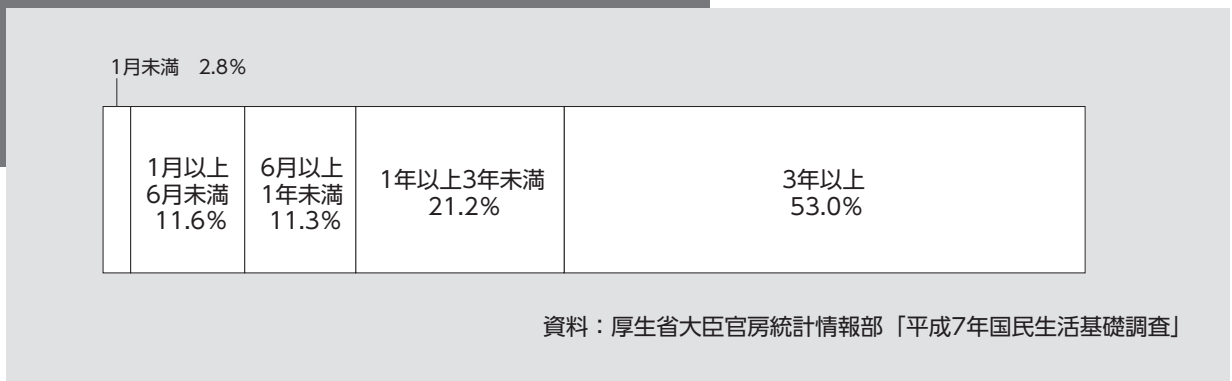 1月未満　2.8%
1月以上
6月未満
11.6%
6月以上
1年未満
11.3%
1年以上3年未満
21.2%
3年以上
53.0%
資料：厚生省大臣官房統計情報部「平成7年国民生活基礎調査」